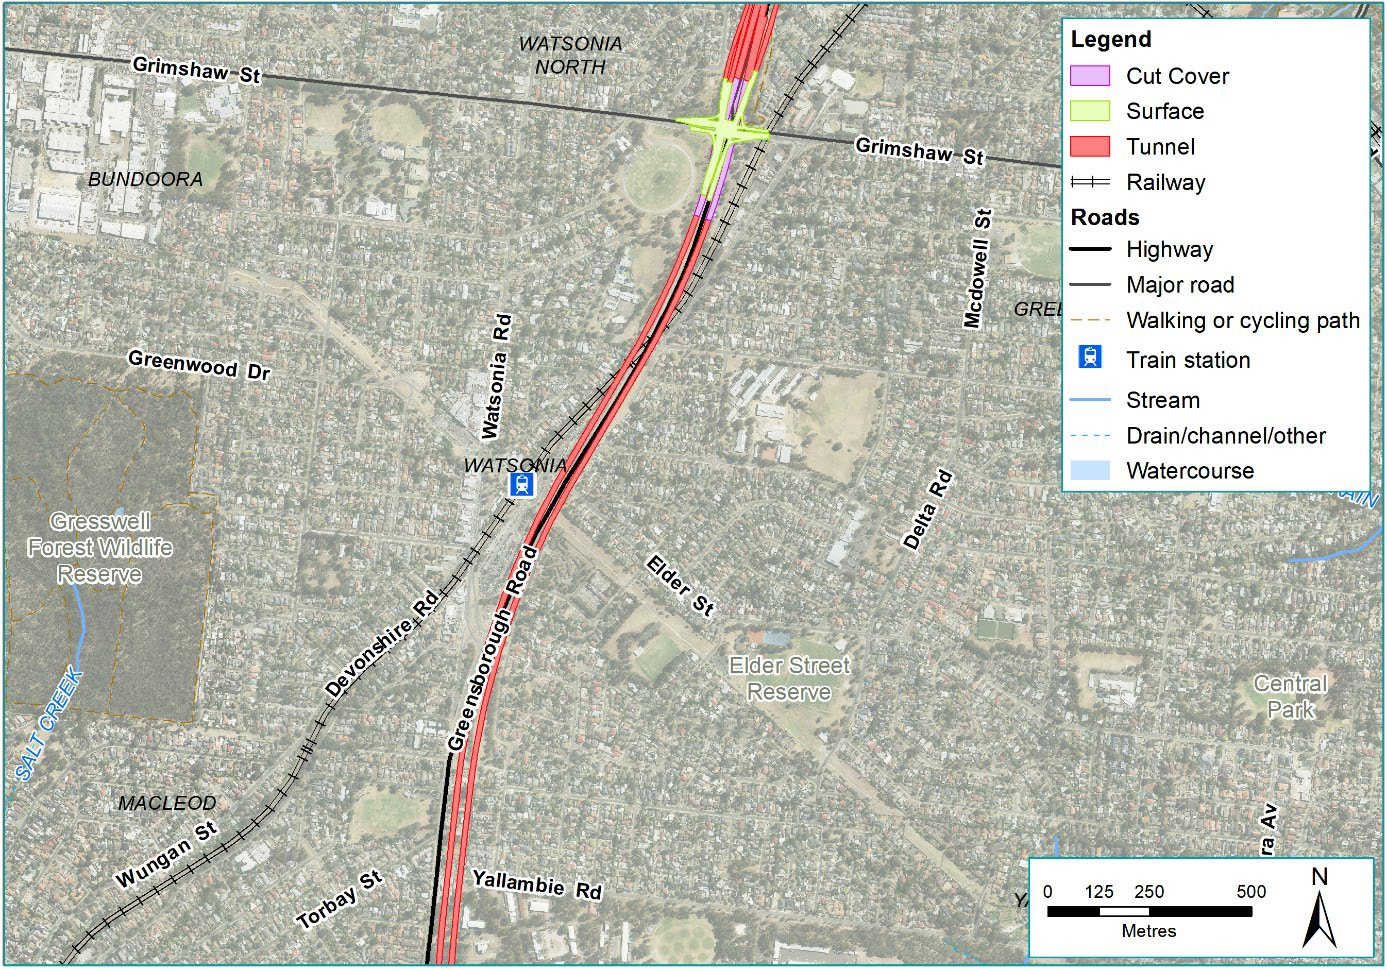 WATSONIA
NORTH
Grimshaw St
BUNDOORA
Grimshaw St
Mcdowell St
Watsonia Rd
Greenwood Dr
WATSONIA
Gresswell
Forest Wildlife
Reserve
Delta Rd
Elder St
Devonshire Rd
Greensborough Road
Elder Street
Reserve
Central
Park
SALT CREEK
MACLEOD
Wungan St
Torbay St
Yallambie Rd
Legend
Cut Cover
Surface
Tunnel
Railway
Roads
Highway
Major road
Walking or cycling path
Train station
Stream
Drain/channel/other
Watercourse
0 125 250 500
Metres
N